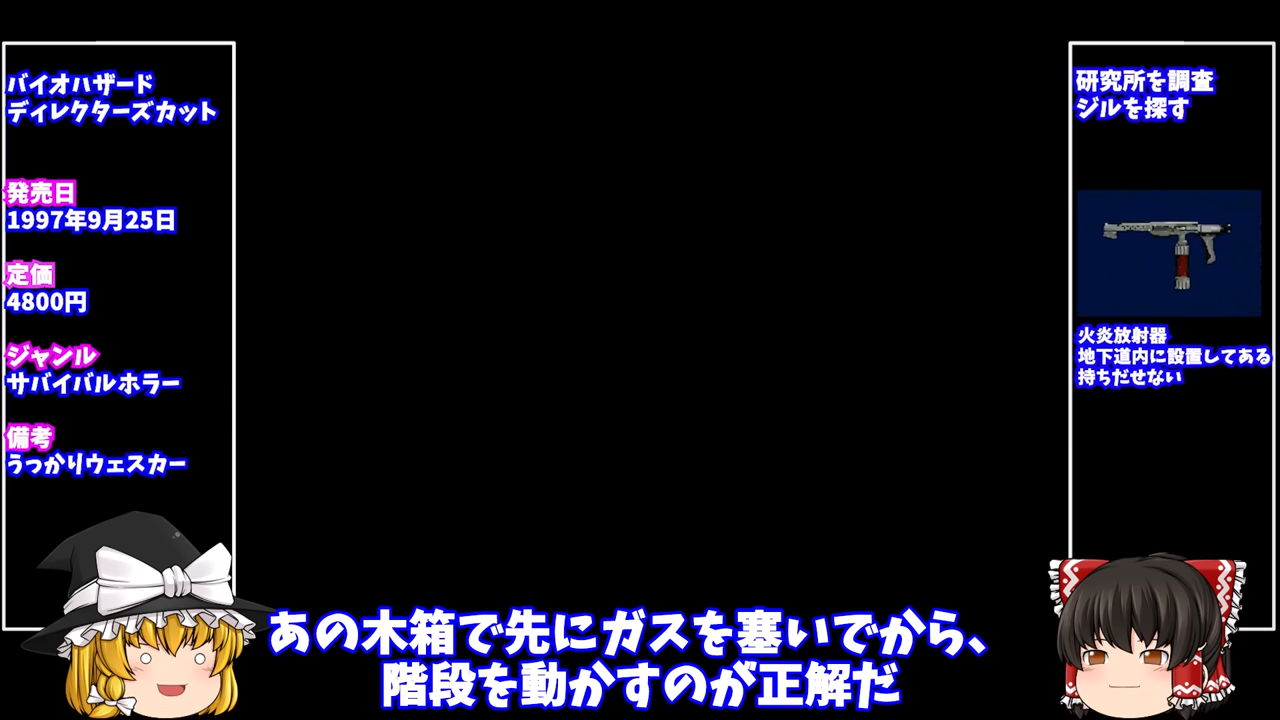 バイオハザード
ディレクターズカット
発売日
1997年9月25日
定価
4800円
ジャンル
サバイバルホラー
備考
うっかりウェスカー
研究所を調査
ジルを探す
火炎放射器
地下道内に設置してある
持ちだせない
あの木箱で先にガスを塞いでから、
階段を動かすのが正解だ